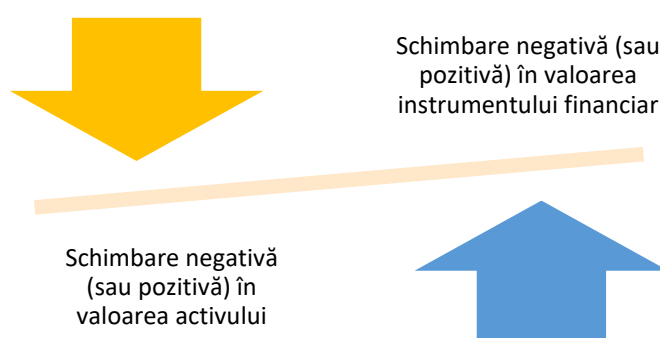 Schimbare negativă (sau
pozitivă) în valoarea
instrumentului financiar
Schimbare negativă
(sau pozitivă) în
valoarea activului